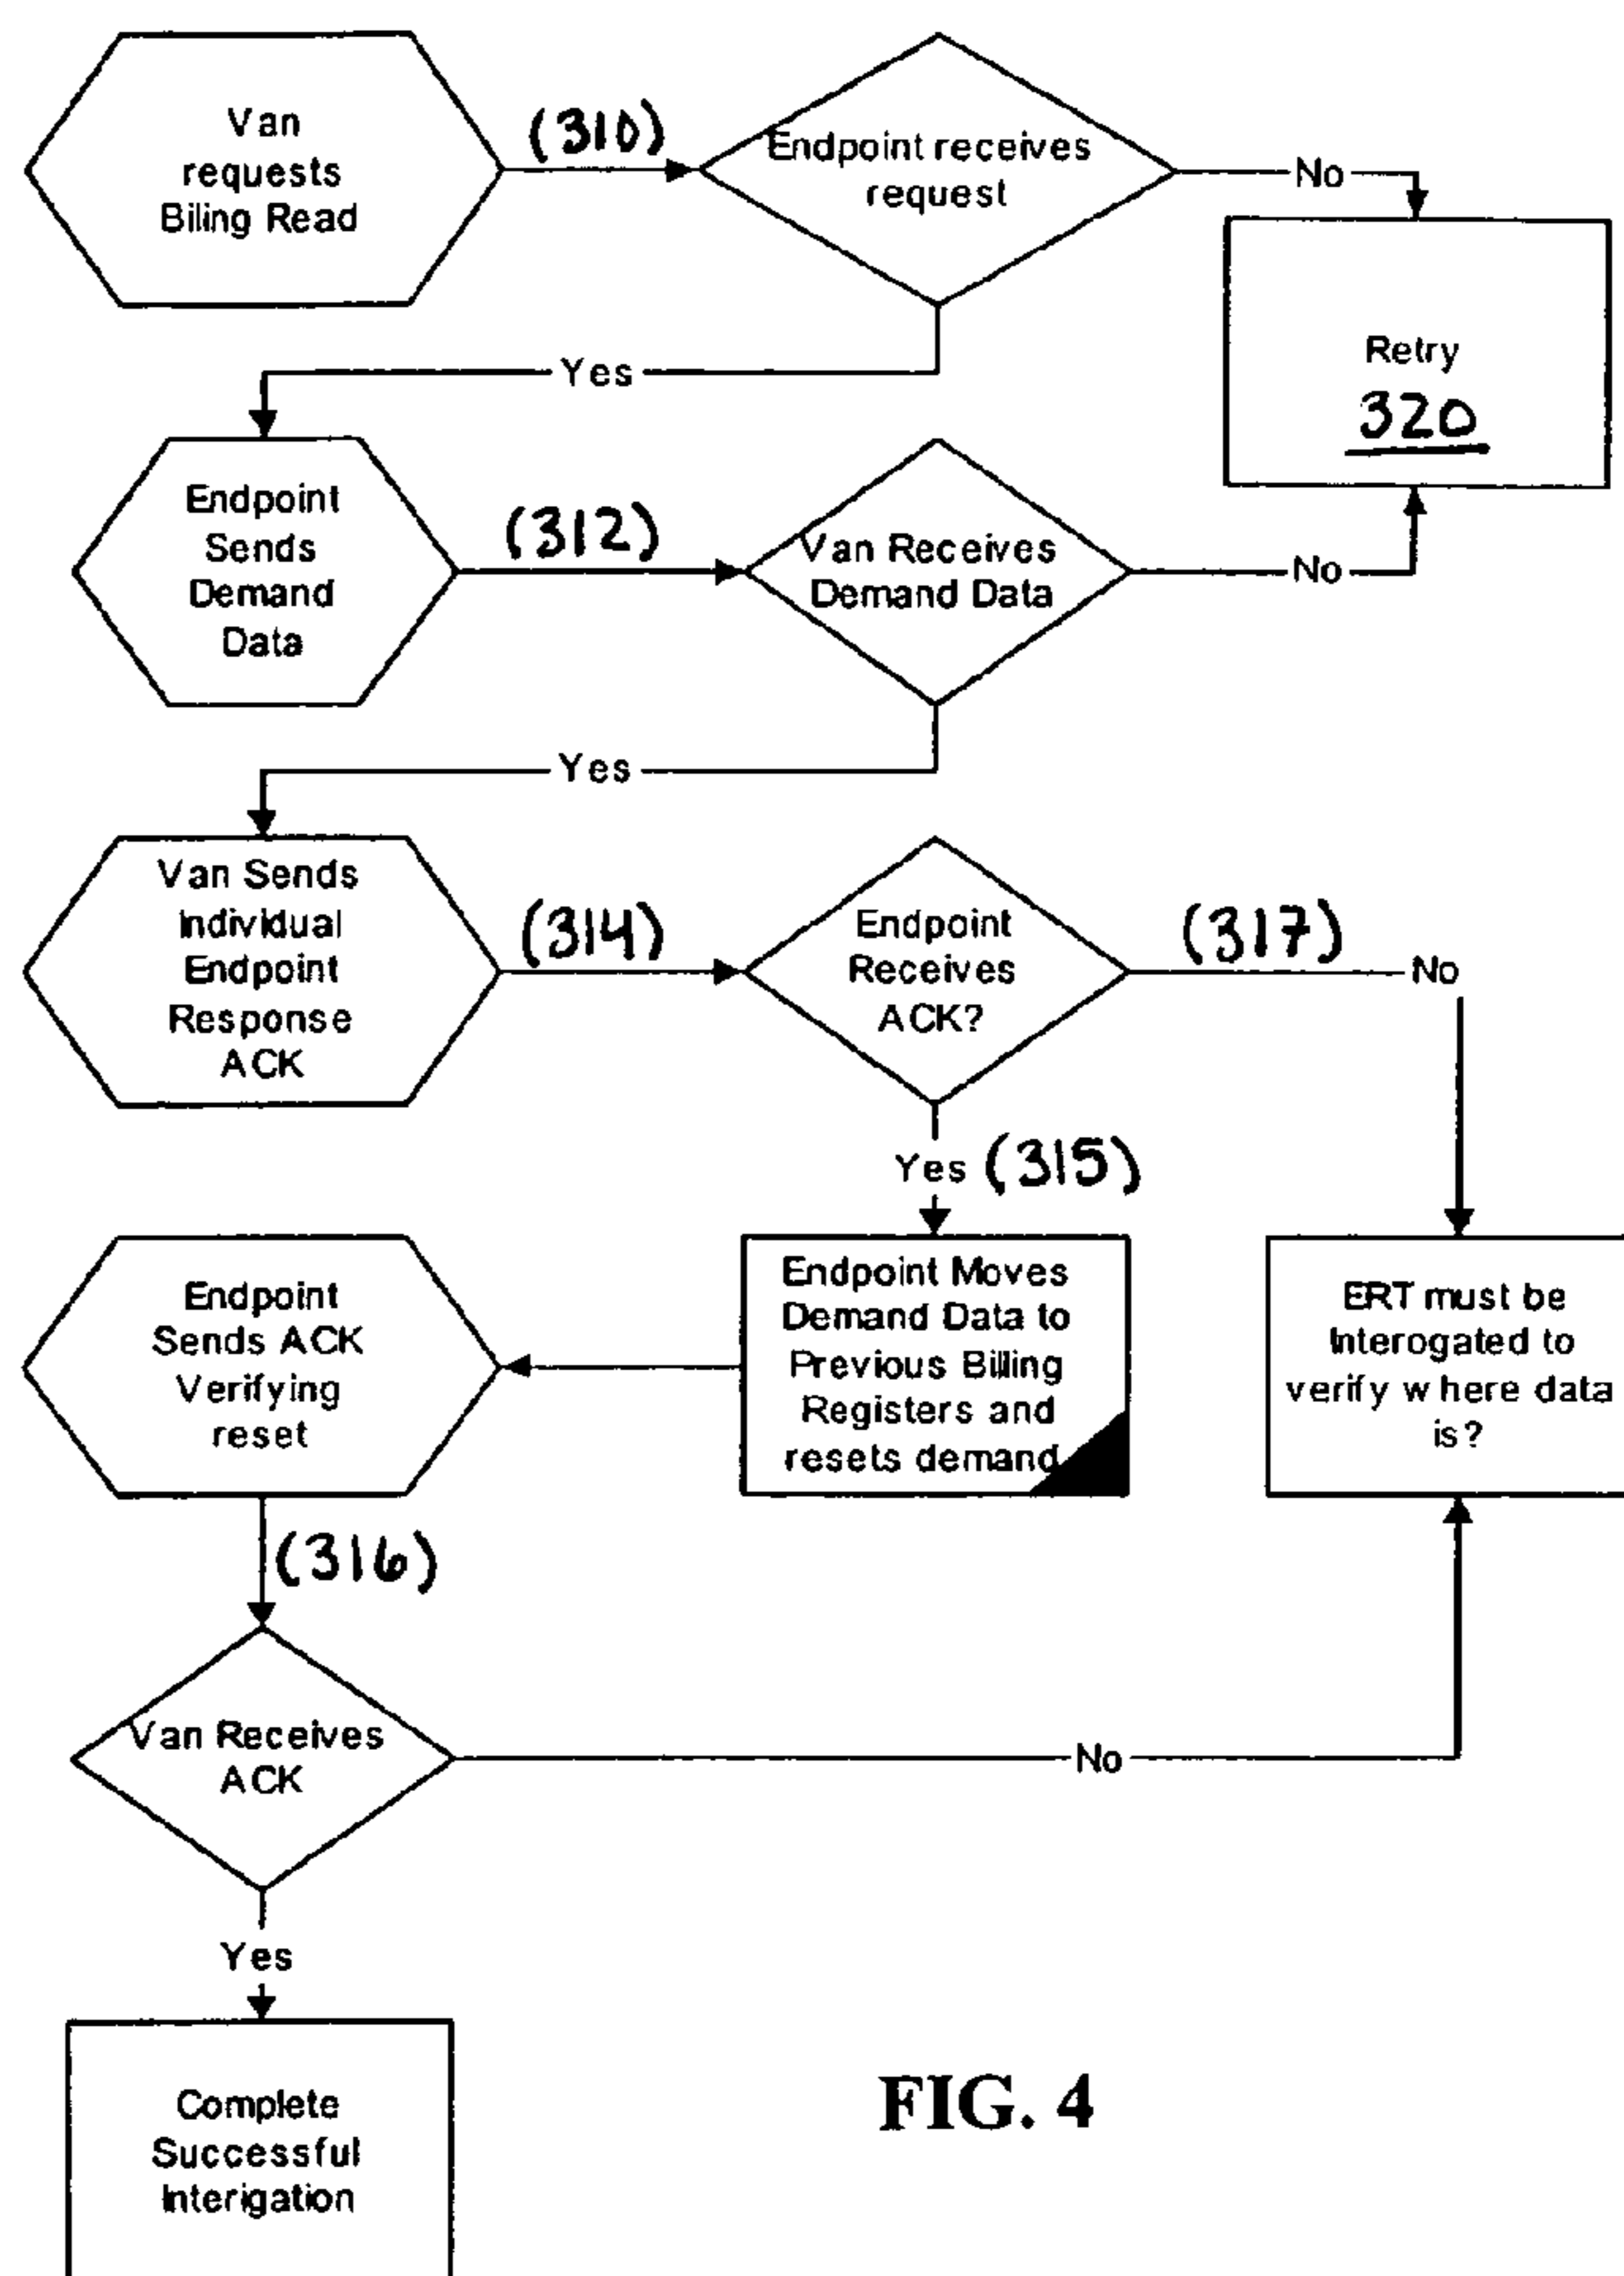 Van
requests
Biling Read
(310)
Endpoint receives
request
No
Retry
320
Yes
Endpoint
Sends
Demand
Data
(312)
Van Receives
Demand Data
No
Yes
Van Sends
Individual
Endpoint
Response
ACK
(314)
Endpoint
Receives
ACK?
(317)
No
Yes (315)
Endpoint Moves
Demand Data to
Previous Billing
Registers and
resets demand
Endpoint
Sends ACK
Verifying
reset
ERT must be
Interogated to
verify where data
is?
(316)
Van Receives
ACK
No
Yes
Complete
Successful
Interigation
FIG. 4